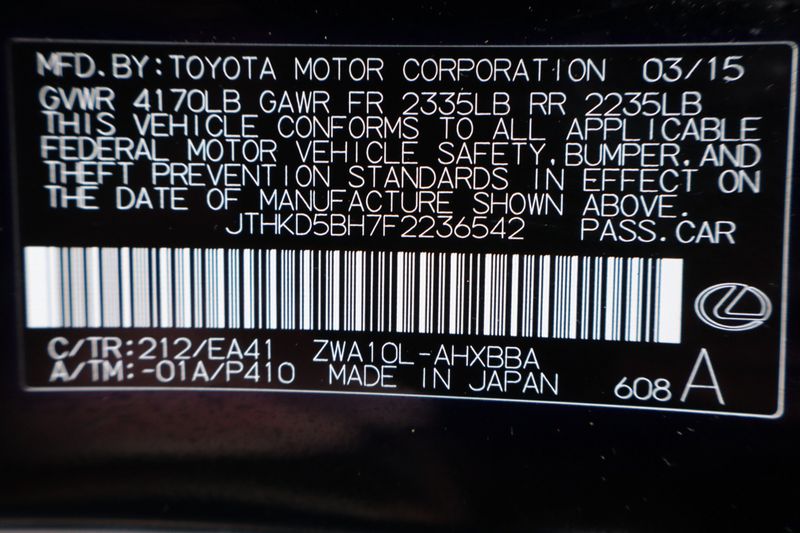 MFD.BY:TOYOTA MOTOR CORPORATION 03/15
GVWR 4170LB GAWR FR 2335LB RR 2235LB
THIS VEHICLE CONFORMS TO ALL APPLICABLE
FEDERAL MOTOR VEHICLE SAFETY,BUMPER,AND
THEFT PREVENTION STANDARDS IN EFFECT ON
THE DATE OF MANUFACTURE SHOWN ABOVE.
JTHKD5BH7F2236542 PASS.CAR
C/TR:212/EA41 ZWA10L-AHXBBA
A/TM:-01A/P410 MADE IN JAPAN 608 A